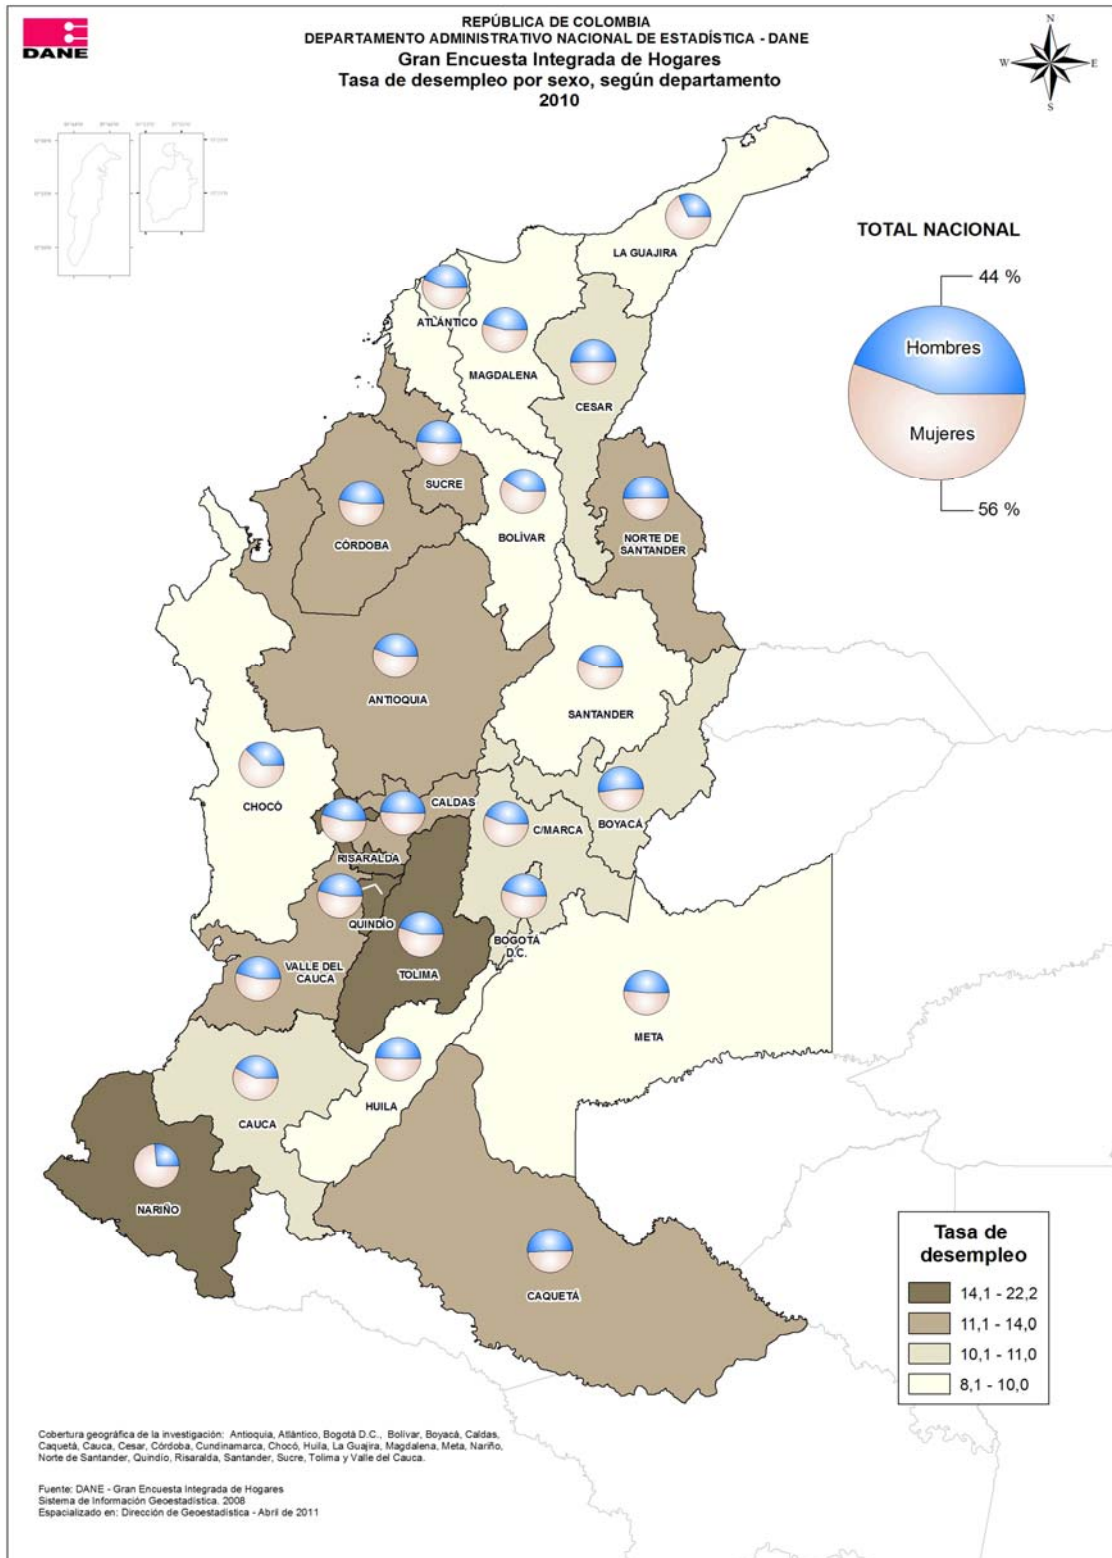 DANE
REPÚBLICA DE COLOMBIA
DEPARTAMENTO ADMINISTRATIVO NACIONAL DE ESTADÍSTICA - DANE
Gran Encuesta Integrada de Hogares
Tasa de desempleo por sexo, según departamento
2010
N
W
E
S
TOTAL NACIONAL
44 %
Hombres
Mujeres
56 %
LA GUAJIRA
ATLÁNTICO
MAGDALENA
CESAR
SUCRE
CÓRDOBA
BOLÍVAR
NORTE DE
SANTANDER
ANTIOQUIA
SANTANDER
CHOCÓ
CALDAS
C/MARCA
BOYACÁ
RISARALDA
QUINDÍO
BOGOTÁ
D.C.
VALLE DEL
CAUCA
TOLIMA
META
HUILA
CAUCA
NARIÑO
CAQUETÁ
Tasa de
desempleo
14,1 - 22,2
11,1 - 14,0
10,1 - 11,0
8,1 - 10,0
Cobertura geográfica de la investigación: Antioquia, Atlántico, Bogotá D.C., Bolívar, Boyacá, Caldas,
Caquetá, Cauca, Cesar, Córdoba, Cundinamarca, Chocó, Huila, La Guajira, Magdalena, Meta, Nariño,
Norte de Santander, Quindío, Risaralda, Santander, Sucre, Tolima y Valle del Cauca.
Fuente: DANE - Gran Encuesta Integrada de Hogares
Sistema de Información Geoestadística. 2008
Espacializado en: Dirección de Geoestadística - Abril de 2011